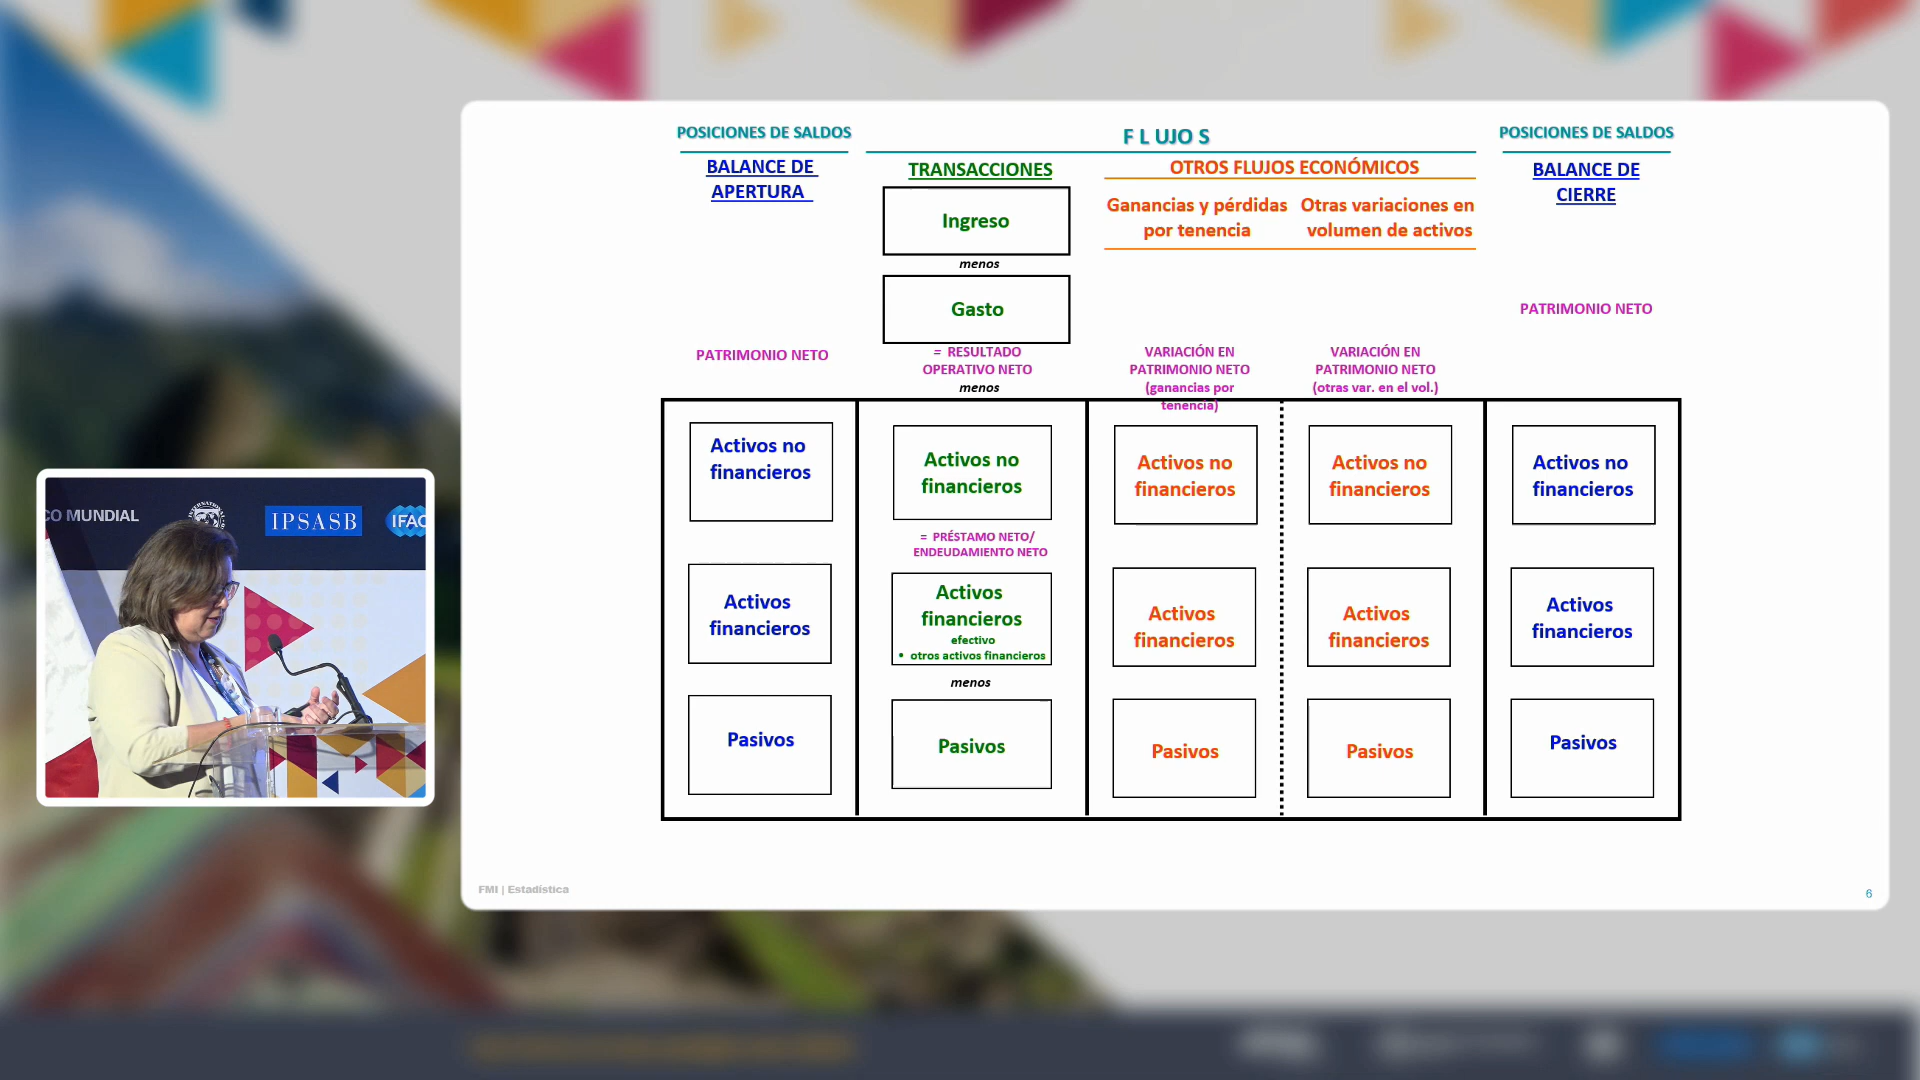 POSICIONES DE SALDOS
BALANCE DE
APERTURA
F L UJO S
TRANSACCIONES
OTROS FLUJOS ECONÓMICOS
Ganancias y pérdidas
por tenencia
Otras variaciones en
volumen de activos
POSICIONES DE SALDOS
BALANCE DE
CIERRE
Ingreso
menos
Gasto
PATRIMONIO NETO
= RESULTADO
OPERATIVO NETO
menos
VARIACIÓN EN
PATRIMONIO NETO
(ganancias por
tenencia)
VARIACIÓN EN
PATRIMONIO NETO
(otras var. en el vol.)
PATRIMONIO NETO
Activos no
financieros
Activos no
financieros
Activos no
financieros
Activos no
financieros
Activos no
financieros
= PRÉSTAMO NETO/
ENDEUDAMIENTO NETO
Activos
financieros
Activos
financieros
efectivo
• otros activos financieros
Activos
financieros
Activos
financieros
Activos
financieros
menos
Pasivos
Pasivos
Pasivos
Pasivos
Pasivos
FMI | Estadística
6
CO MUNDIAL
IPSASB
IFAC